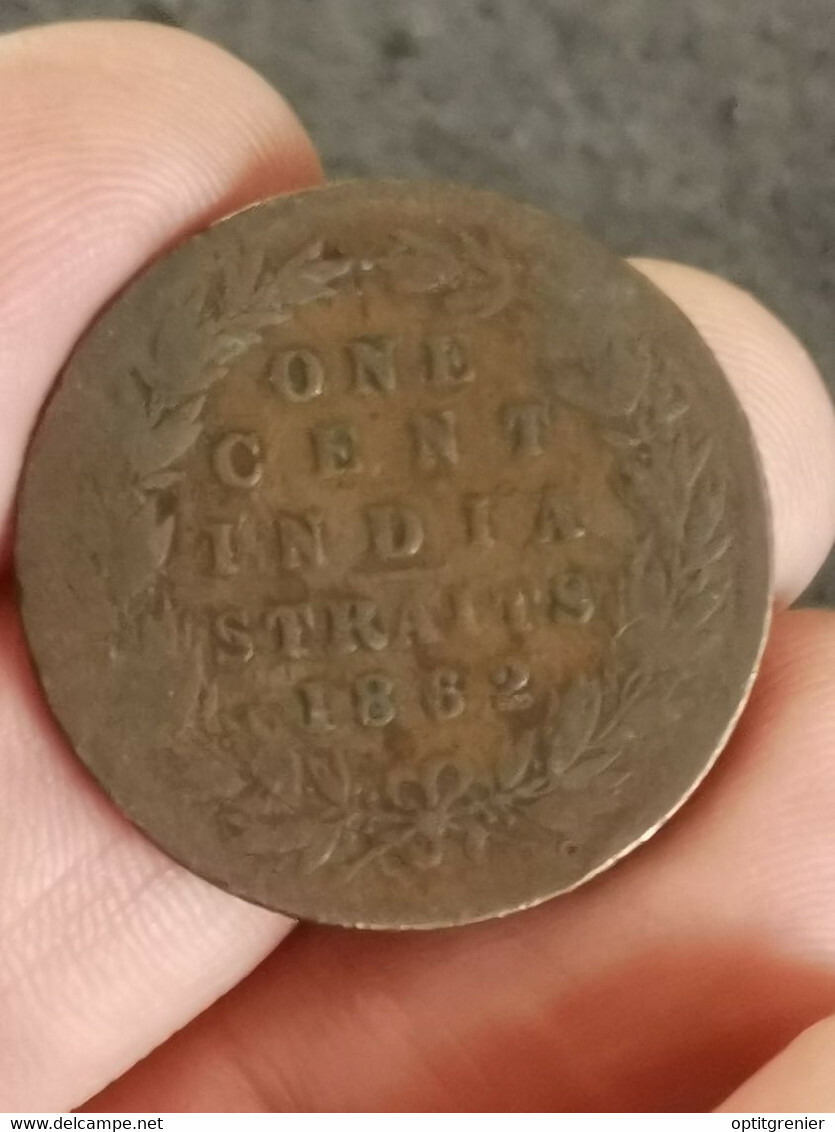 ONE
CENT
INDIA
STRAITS
1862
www.delcampe.net
optitgrenier